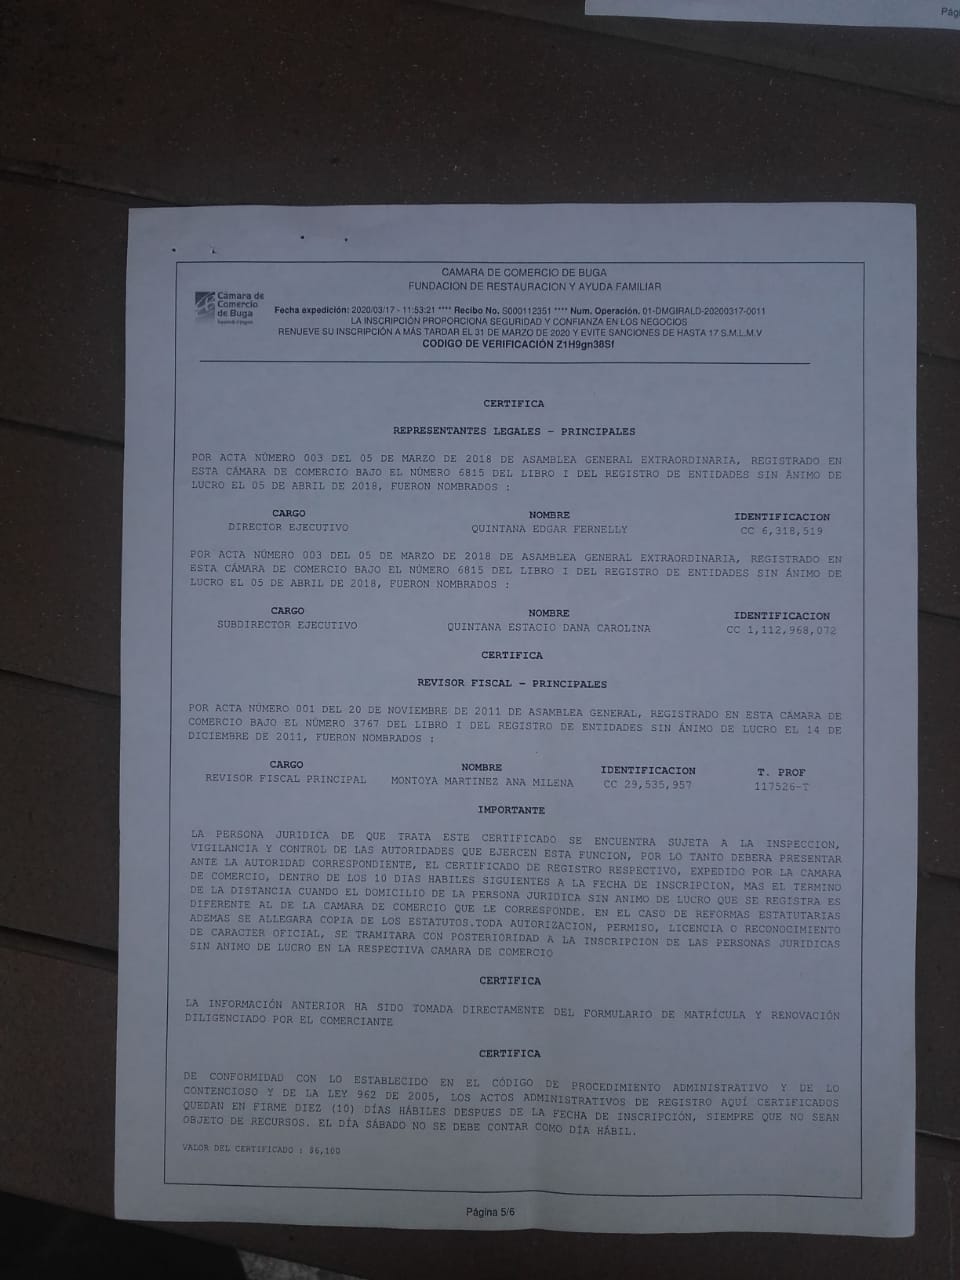 Pág
CAMARA DE COMERCIO DE BUGA
FUNDACION DE RESTAURACION Y AYUDA FAMILIAR
Cámara de
Comercio
de Buga
Fecha expedición: 2020/03/17 - 11:53:21 **** Recibo No. S000112351 **** Num. Operación. 01-DMGIRALD-20200317-0011
LA INSCRIPCIÓN PROPORCIONA SEGURIDAD Y CONFIANZA EN LOS NEGOCIOS
RENUEVE SU INSCRIPCIÓN A MÁS TARDAR EL 31 DE MARZO DE 2020 Y EVITE SANCIONES DE HASTA 17 S.M.L.M.V
CODIGO DE VERIFICACIÓN Z1H9gn38Sf
CERTIFICA
REPRESENTANTES LEGALES - PRINCIPALES
POR ACTA NÚMERO 003 DEL 05 DE MARZO DE 2018 DE ASAMBLEA GENERAL EXTRAORDINARIA, REGISTRADO EN
ESTA CÁMARA DE COMERCIO BAJO EL NÚMERO 6815 DEL LIBRO I DEL REGISTRO DE ENTIDADES SIN ÁNIMO DE
LUCRO EL 05 DE ABRIL DE 2018, FUERON NOMBRADOS :
CARGO NOMBRE IDENTIFICACION
DIRECTOR EJECUTIVO QUINTANA EDGAR FERNELLY CC 6,318,519
POR ACTA NÚMERO 003 DEL 05 DE MARZO DE 2018 DE ASAMBLEA GENERAL EXTRAORDINARIA, REGISTRADO EN
ESTA CÁMARA DE COMERCIO BAJO EL NÚMERO 6815 DEL LIBRO I DEL REGISTRO DE ENTIDADES SIN ÁNIMO DE
LUCRO EL 05 DE ABRIL DE 2018, FUERON NOMBRADOS :
CARGO NOMBRE IDENTIFICACION
SUBDIRECTOR EJECUTIVO QUINTANA ESTACIO DANA CAROLINA CC 1,112,968,072
CERTIFICA
REVISOR FISCAL - PRINCIPALES
POR ACTA NÚMERO 001 DEL 20 DE NOVIEMBRE DE 2011 DE ASAMBLEA GENERAL, REGISTRADO EN ESTA CÁMARA DE
COMERCIO BAJO EL NÚMERO 3767 DEL LIBRO I DEL REGISTRO DE ENTIDADES SIN ÁNIMO DE LUCRO EL 14 DE
DICIEMBRE DE 2011, FUERON NOMBRADOS :
CARGO NOMBRE IDENTIFICACION T. PROF
REVISOR FISCAL PRINCIPAL MONTOYA MARTINEZ ANA MILENA CC 29,535,957 117526-T
IMPORTANTE
LA PERSONA JURIDICA DE QUE TRATA ESTE CERTIFICADO SE ENCUENTRA SUJETA A LA INSPECCION,
VIGILANCIA Y CONTROL DE LAS AUTORIDADES QUE EJERCEN ESTA FUNCION, POR LO TANTO DEBERA PRESENTAR
ANTE LA AUTORIDAD CORRESPONDIENTE, EL CERTIFICADO DE REGISTRO RESPECTIVO, EXPEDIDO POR LA CAMARA
DE COMERCIO, DENTRO DE LOS 10 DIAS HABILES SIGUIENTES A LA FECHA DE INSCRIPCION, MAS EL TERMINO
DE LA DISTANCIA CUANDO EL DOMICILIO DE LA PERSONA JURIDICA SIN ANIMO DE LUCRO QUE SE REGISTRA ES
DIFERENTE AL DE LA CAMARA DE COMERCIO QUE LE CORRESPONDE. EN EL CASO DE REFORMAS ESTATUTARIAS
ADEMAS SE ALLEGARA COPIA DE LOS ESTATUTOS.TODA AUTORIZACION, PERMISO, LICENCIA O RECONOCIMIENTO
DE CARACTER OFICIAL, SE TRAMITARA CON POSTERIORIDAD A LA INSCRIPCION DE LAS PERSONAS JURIDICAS
SIN ANIMO DE LUCRO EN LA RESPECTIVA CAMARA DE COMERCIO
CERTIFICA
LA INFORMACIÓN ANTERIOR HA SIDO TOMADA DIRECTAMENTE DEL FORMULARIO DE MATRÍCULA Y RENOVACIÓN
DILIGENCIADO POR EL COMERCIANTE
CERTIFICA
DE CONFORMIDAD CON LO ESTABLECIDO EN EL CÓDIGO DE PROCEDIMIENTO ADMINISTRATIVO Y DE LO
CONTENCIOSO Y DE LA LEY 962 DE 2005, LOS ACTOS ADMINISTRATIVOS DE REGISTRO AQUÍ CERTIFICADOS
QUEDAN EN FIRME DIEZ (10) DÍAS HÁBILES DESPUES DE LA FECHA DE INSCRIPCIÓN, SIEMPRE QUE NO SEAN
OBJETO DE RECURSOS. EL DÍA SÁBADO NO SE DEBE CONTAR COMO DÍA HÁBIL.
VALOR DEL CERTIFICADO : $6,100
Página 5/6